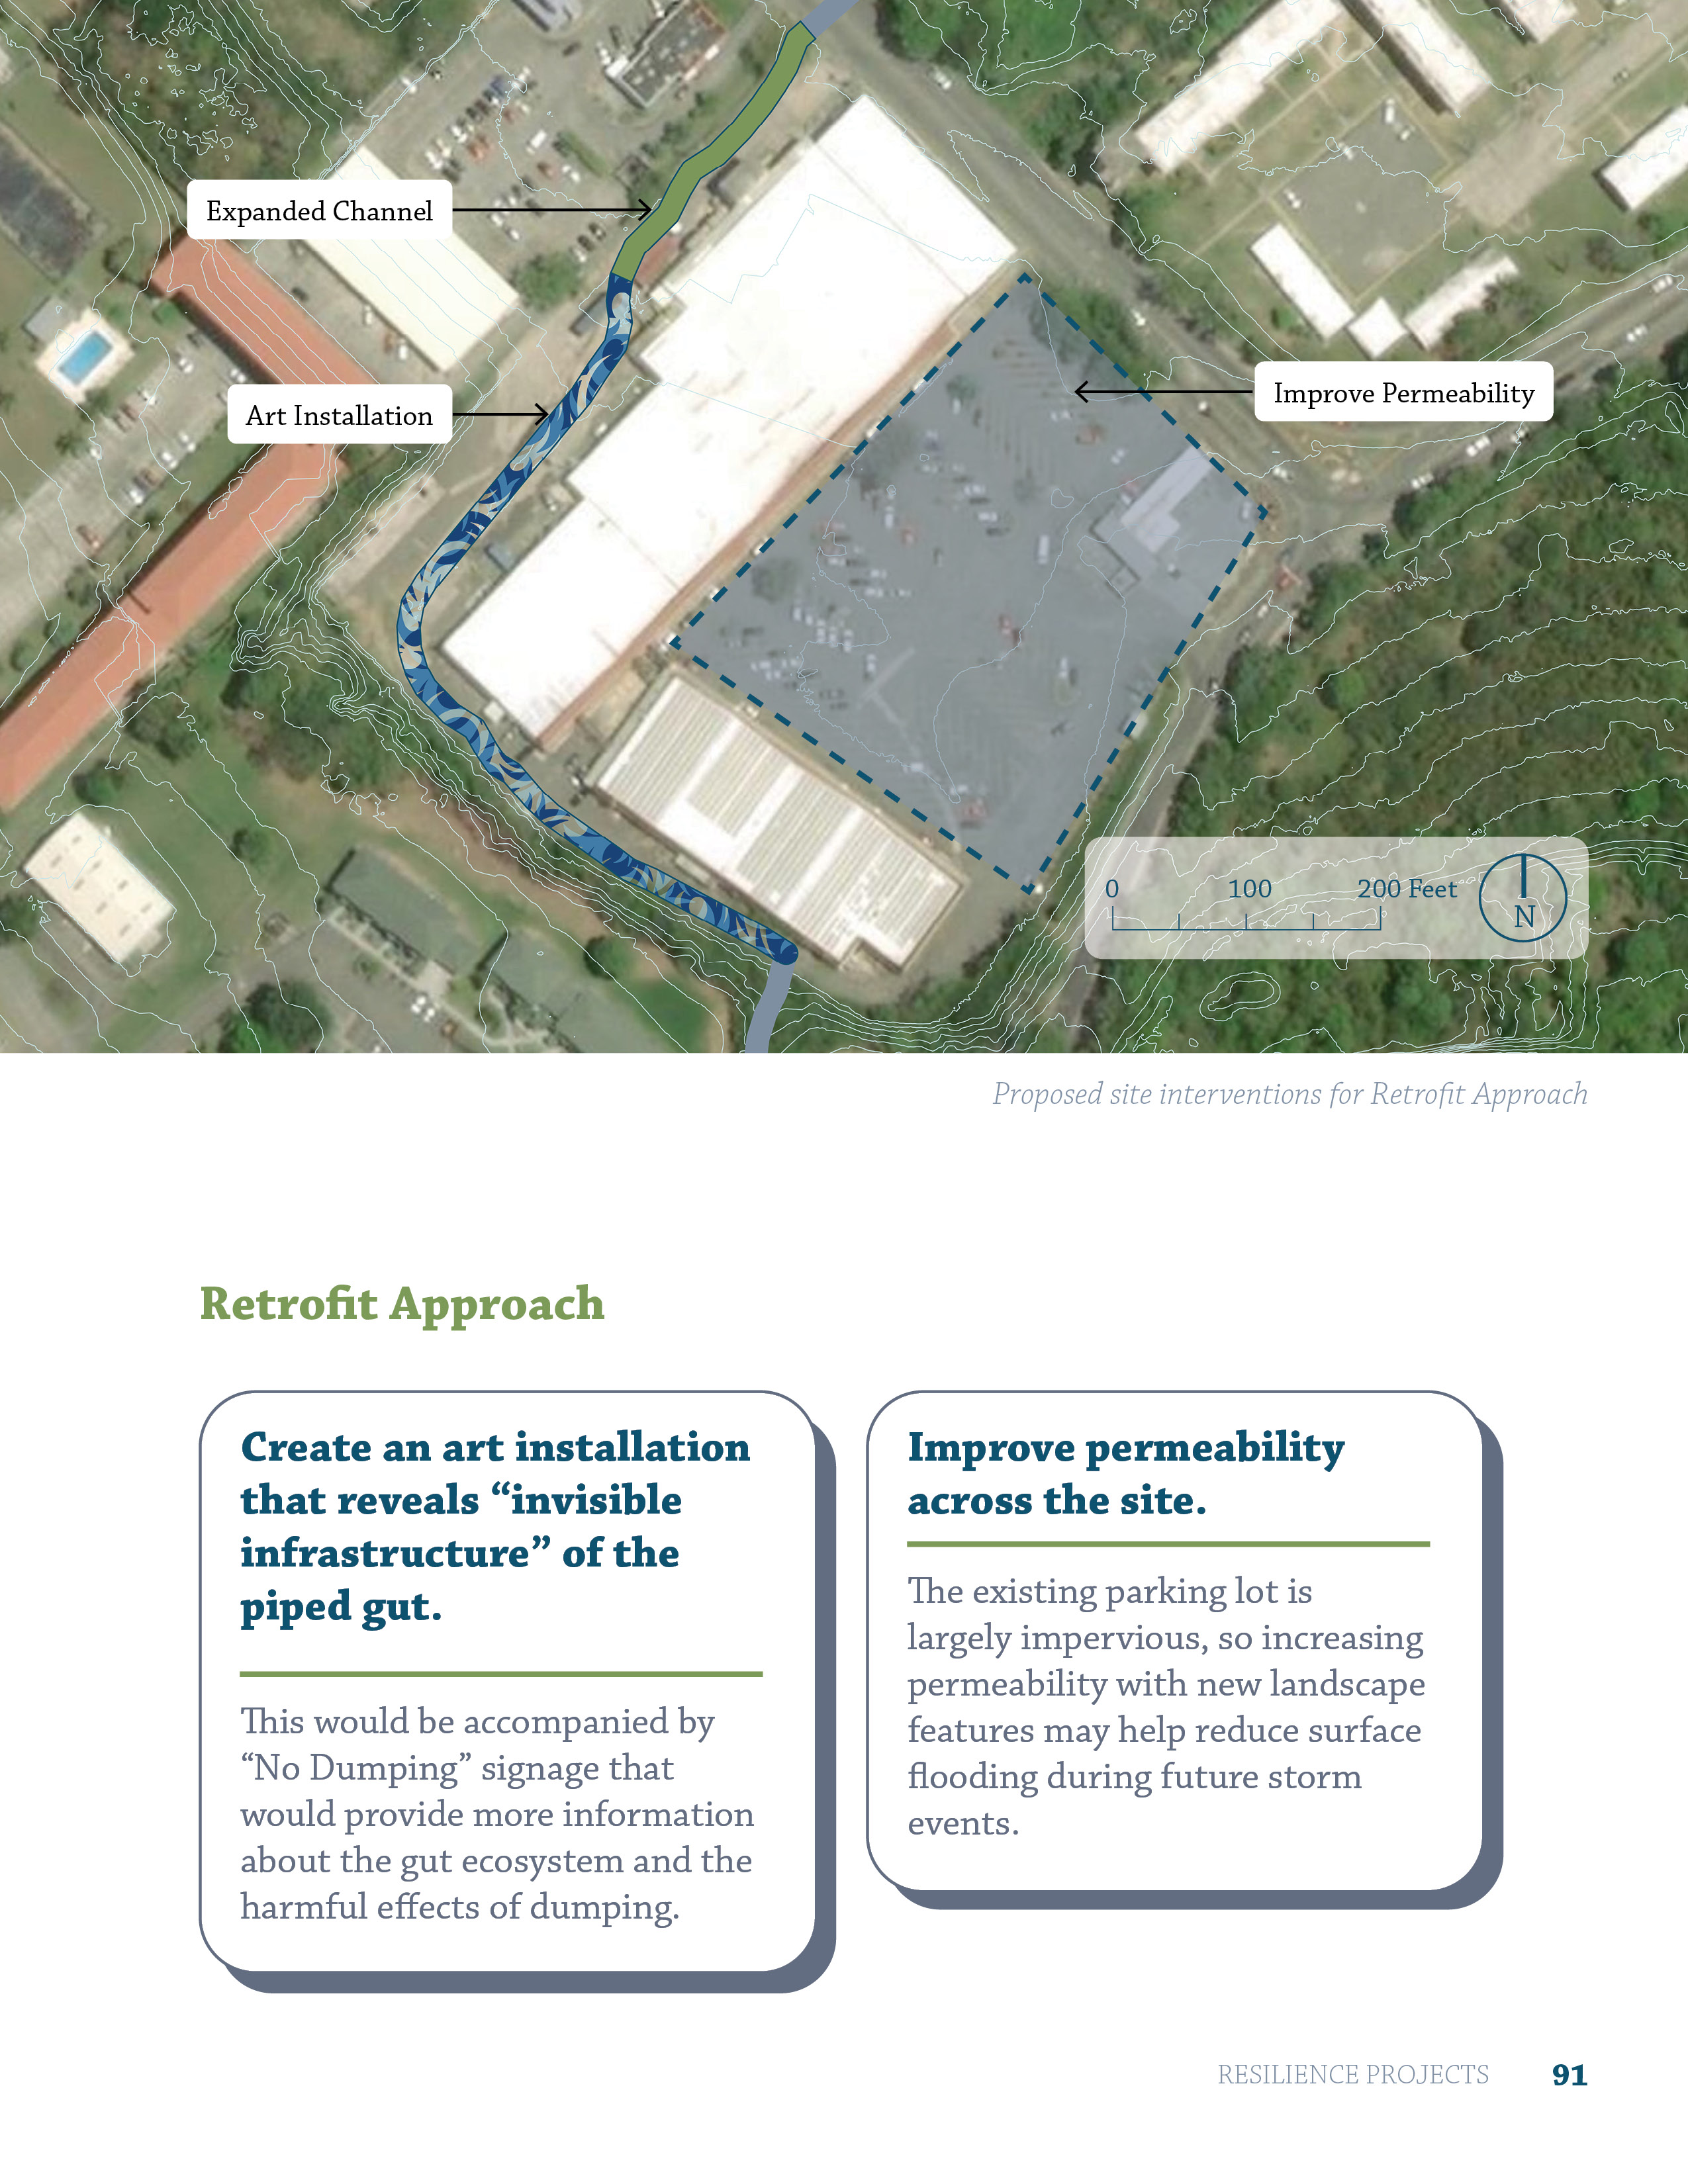 Expanded Channel
Art Installation
Improve Permeability
0 100 200 Feet
N
Proposed site interventions for Retrofit Approach
Retrofit Approach
Create an art installation
that reveals “invisible
infrastructure” of the
piped gut.
This would be accompanied by
“No Dumping” signage that
would provide more information
about the gut ecosystem and the
harmful effects of dumping.
Improve permeability
across the site.
The existing parking lot is
largely impervious, so increasing
permeability with new landscape
features may help reduce surface
flooding during future storm
events.
RESILIENCE PROJECTS 91